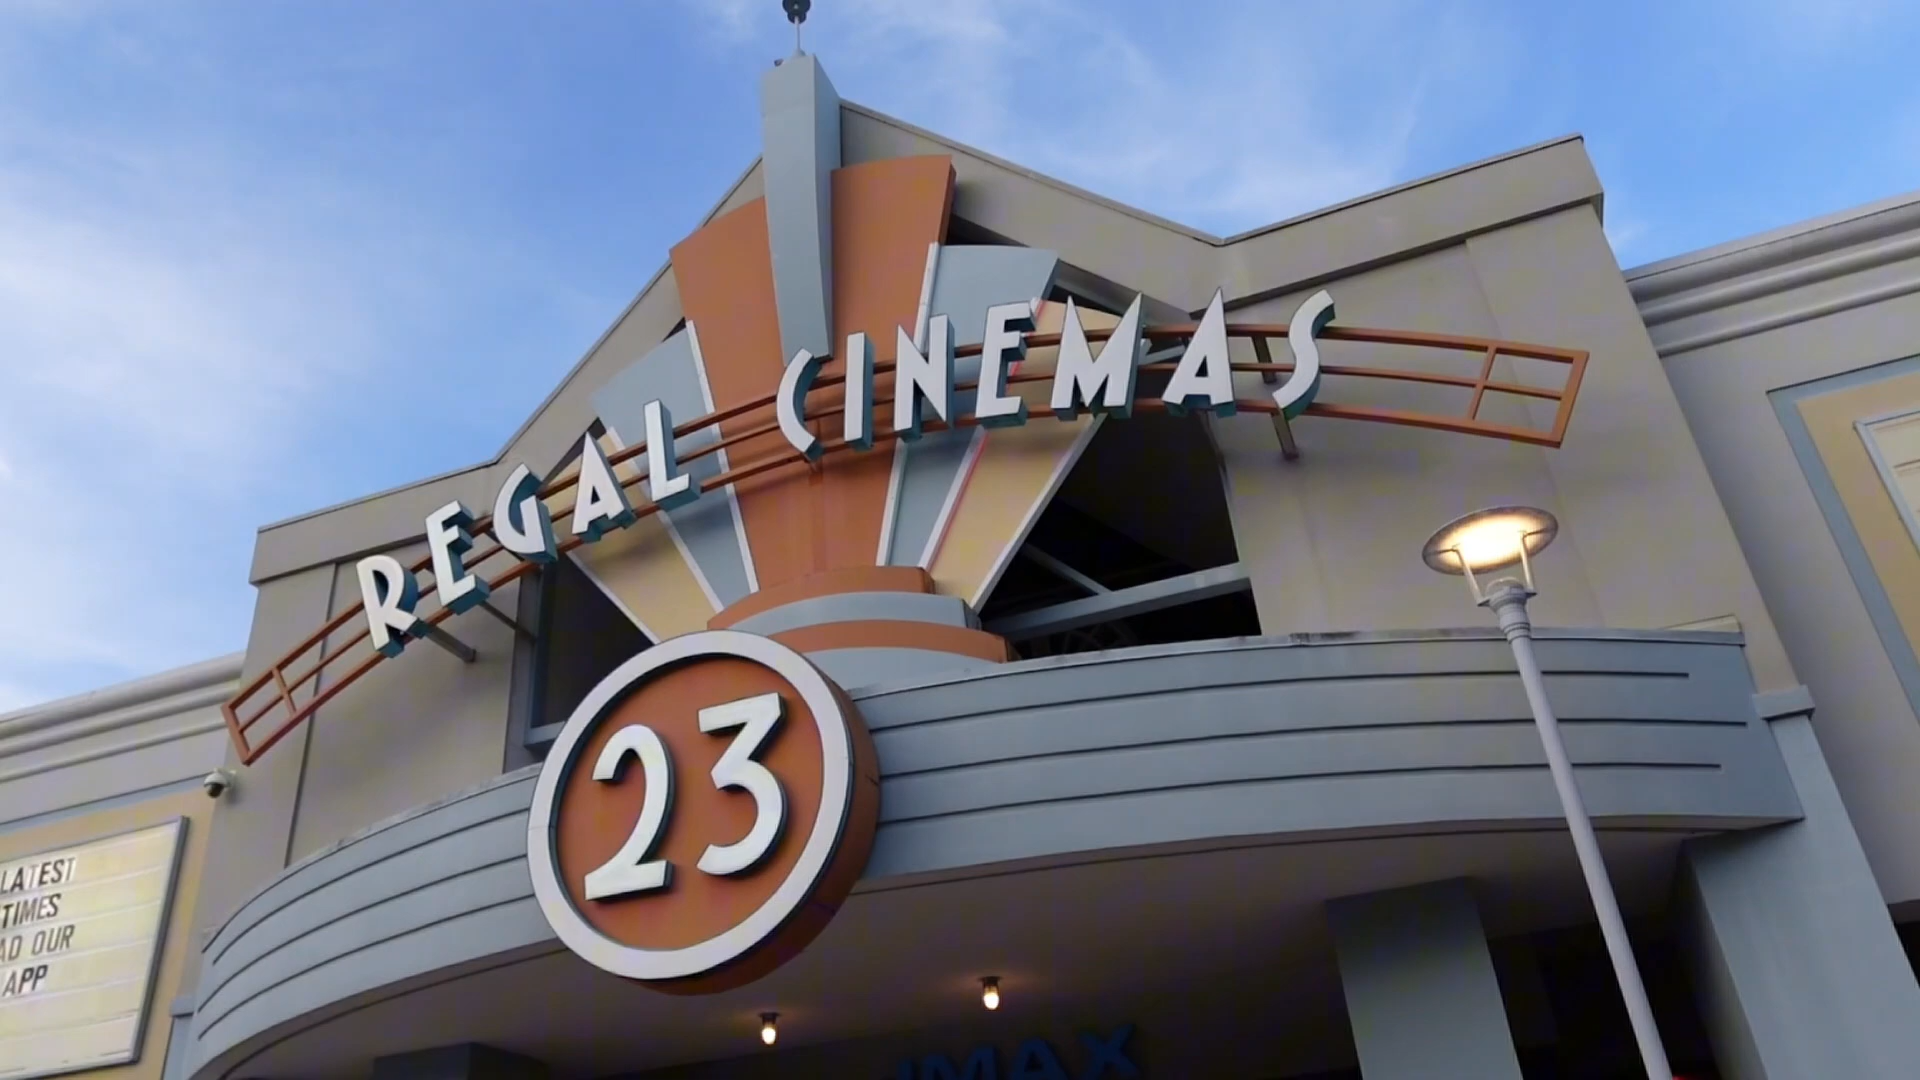 REGAL CINEMAS
23
LATEST
TIMES
AD OUR
APP
IMAX